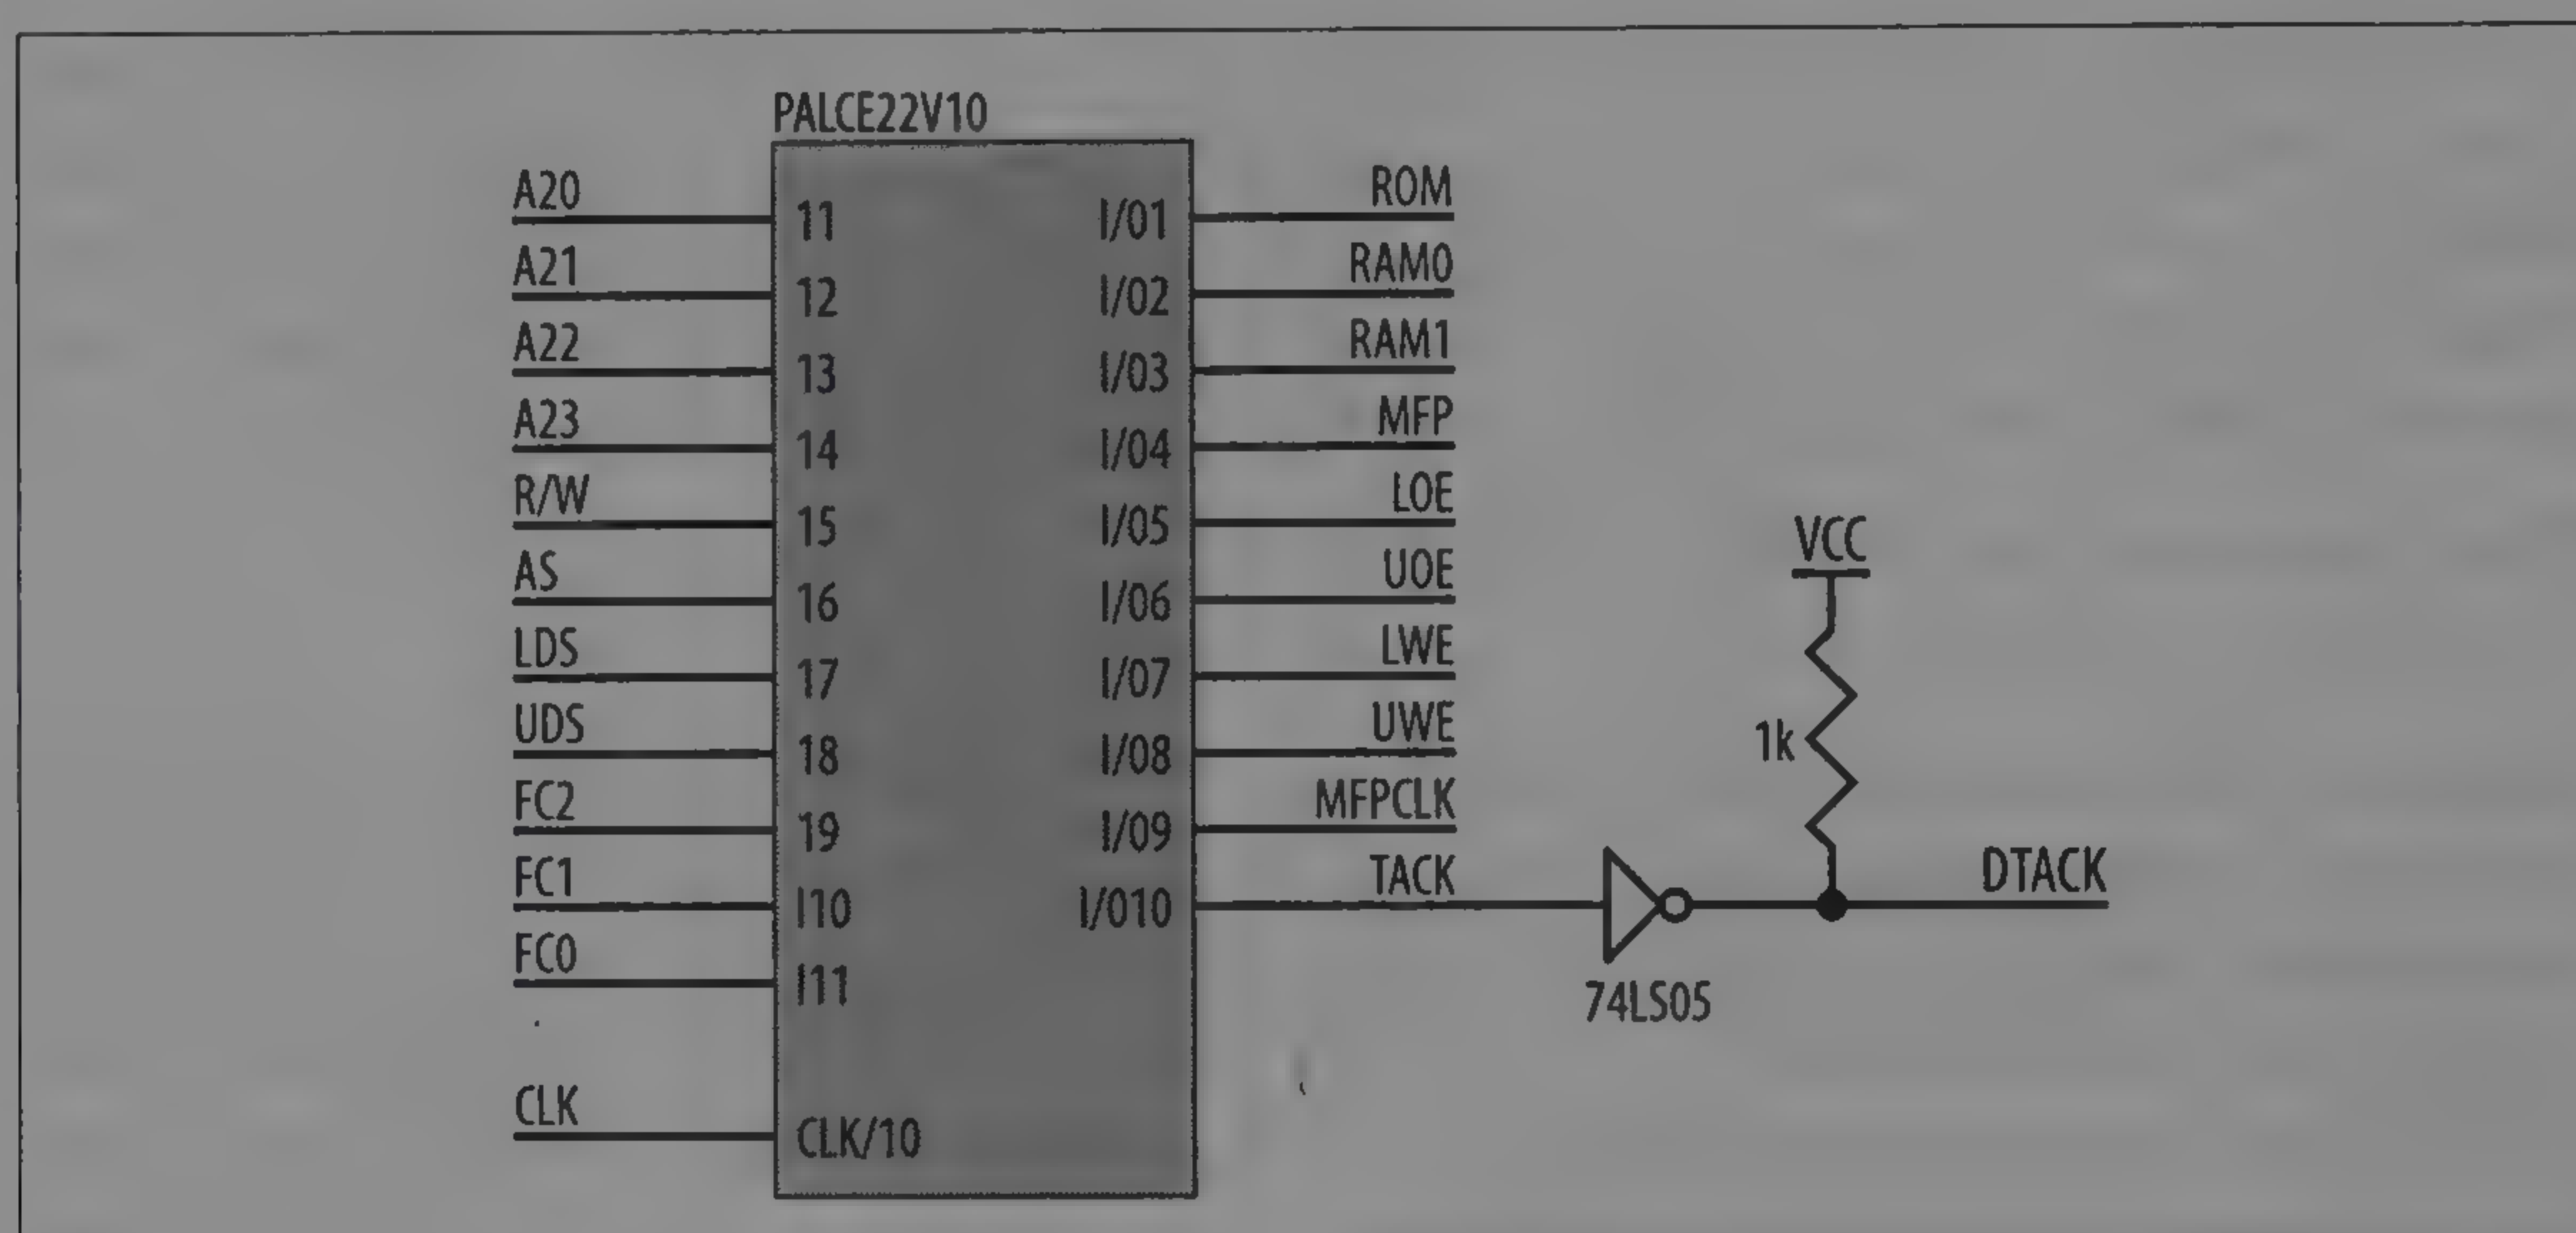 PALCE22V10
A20
A21
A22
A23
R/W
AS
LDS
UDS
FC2
FC1
FC0
CLK
11
12
13
14
15
16
17
18
19
I10
I11
CLK/10
I/01
I/02
I/03
I/04
I/05
I/06
I/07
I/08
I/09
I/010
ROM
RAM0
RAM1
MFP
LOE
UOE
LWE
UWE
MFPCLK
TACK
74LS05
VCC
1k
DTACK